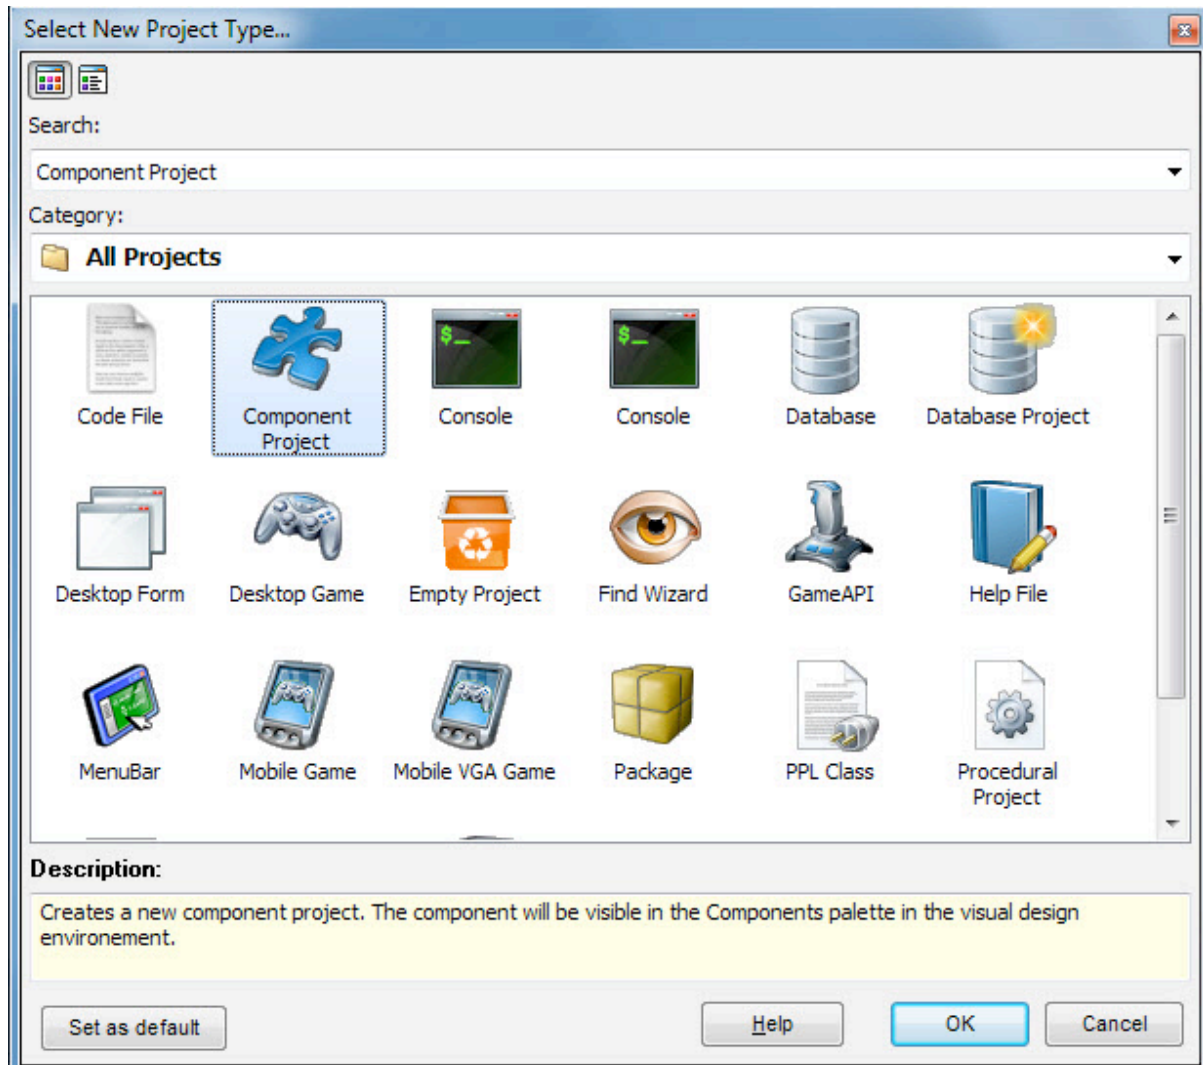 Select New Project Type...
Search:
Component Project
Category:
All Projects
Code File
Component
Project
Console
Console
Database
Database Project
Desktop Form
Desktop Game
Empty Project
Find Wizard
GameAPI
Help File
MenuBar
Mobile Game
Mobile VGA Game
Package
PPL Class
Procedural
Project
Description:
Creates a new component project. The component will be visible in the Components palette in the visual design
environement.
Set as default
Help
OK
Cancel